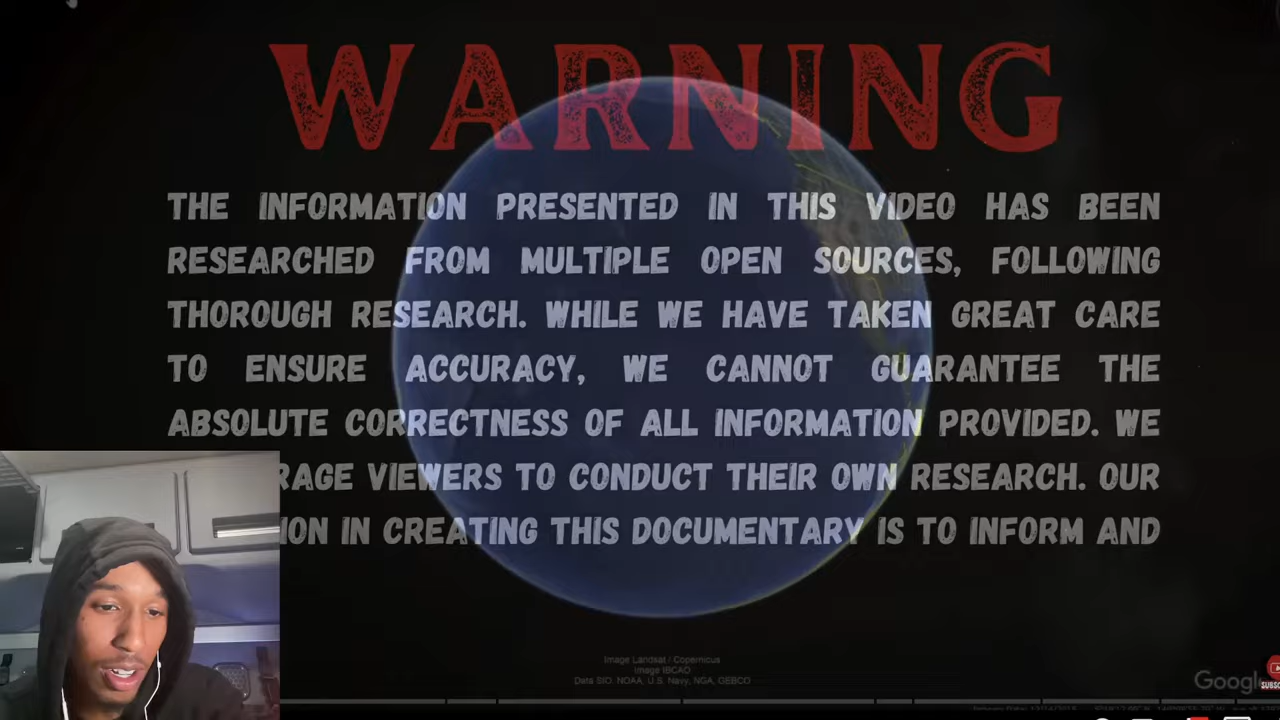 WARNING
THE INFORMATION PRESENTED IN THIS VIDEO HAS BEEN
RESEARCHED FROM MULTIPLE OPEN SOURCES, FOLLOWING
THOROUGH RESEARCH. WHILE WE HAVE TAKEN GREAT CARE
TO ENSURE ACCURACY, WE CANNOT GUARANTEE THE
ABSOLUTE CORRECTNESS OF ALL INFORMATION PROVIDED. WE
RAGE VIEWERS TO CONDUCT THEIR OWN RESEARCH. OUR
ION IN CREATING THIS DOCUMENTARY IS TO INFORM AND
Image Landsat / Copernicus
Image IBCAO
Data SIO, NOAA, U.S. Navy, NGA, GEBCO
Google